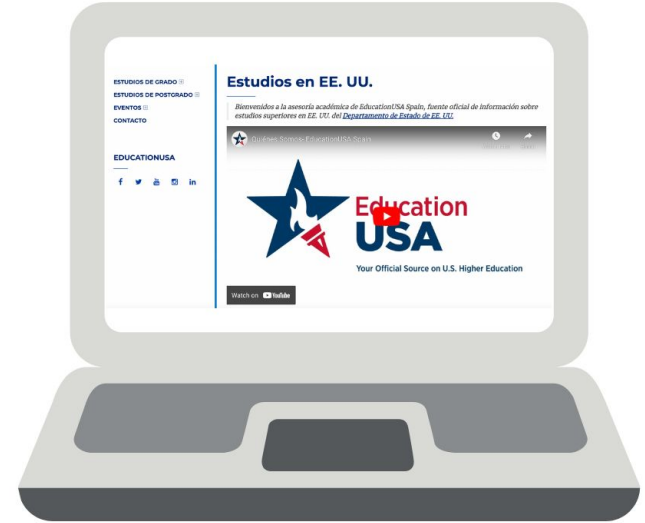 ESTUDIOS DE GRADO
ESTUDIOS DE POSTGRADO
EVENTOS
CONTACTO
EDUCATIONUSA
Estudios en EE. UU.
Bienvenidos a la asesoría académica de EducationUSA Spain, fuente oficial de información sobre
estudios superiores en EE. UU. del Departamento de Estado de EE. UU.
Quiénes Somos- EducationUSA Spain
Education
USA
Your Official Source on U.S. Higher Education
Watch on YouTube